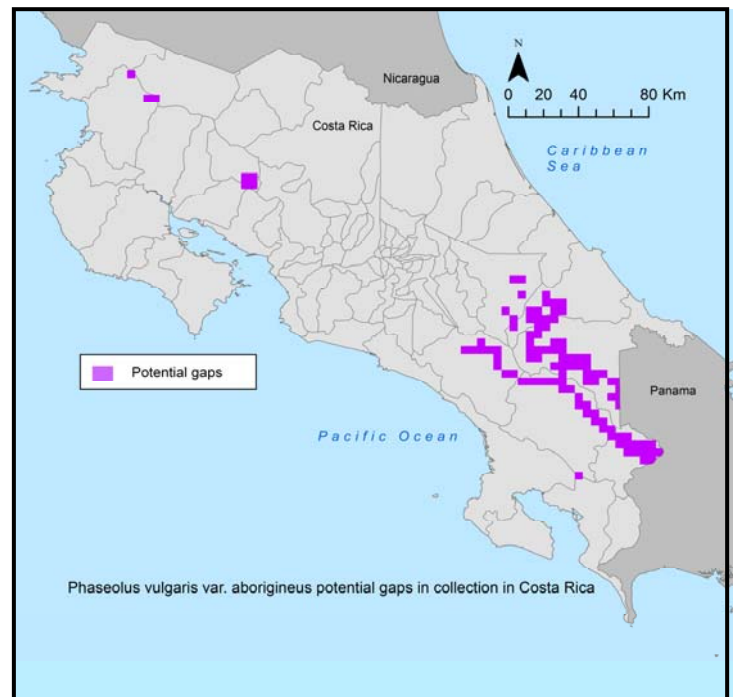 Nicaragua
N
0 20 40 80 Km
Costa Rica
Caribbean
Sea
Potential gaps
Panama
Pacific Ocean
Phaseolus vulgaris var. aborigineus potential gaps in collection in Costa Rica